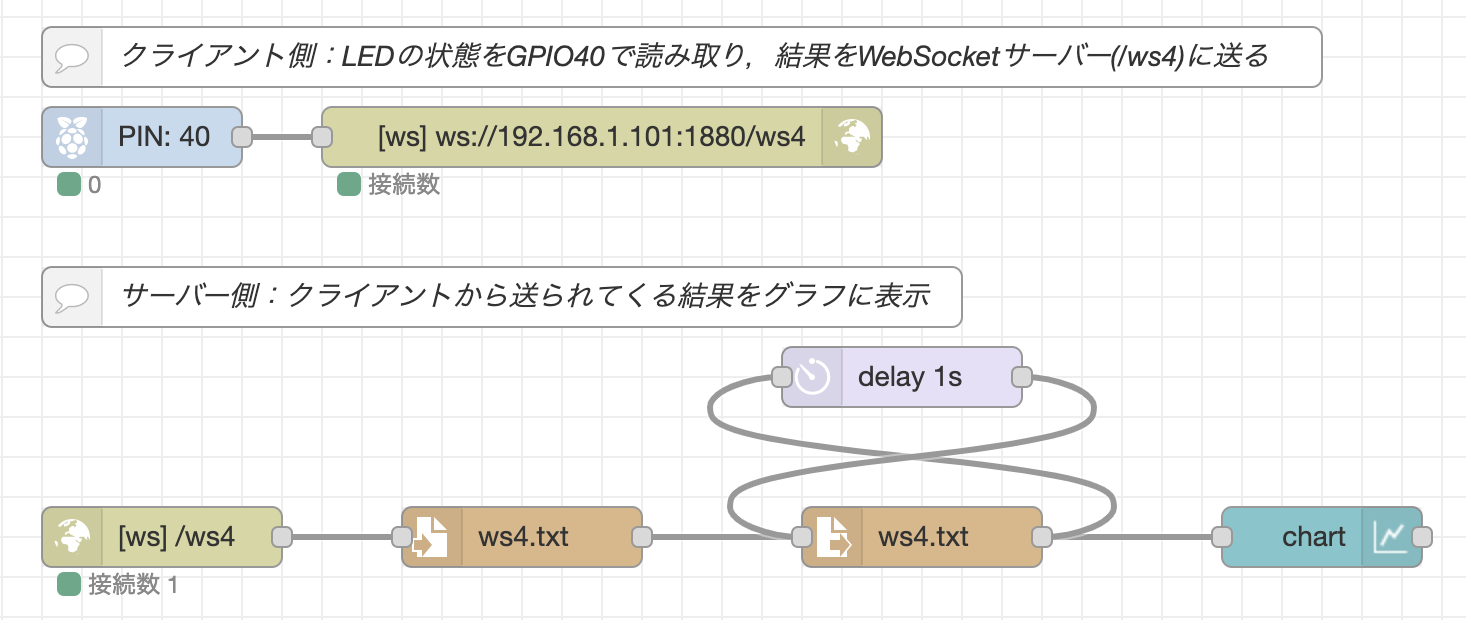 クライアント側：LEDの状態をGPIO40で読み取り，結果をWebSocketサーバー(/ws4)に送る
PIN: 40
[ws] ws://192.168.1.101:1880/ws4
0
接続数
サーバー側：クライアントから送られてくる結果をグラフに表示
delay 1s
[ws] /ws4
ws4.txt
ws4.txt
chart
接続数 1